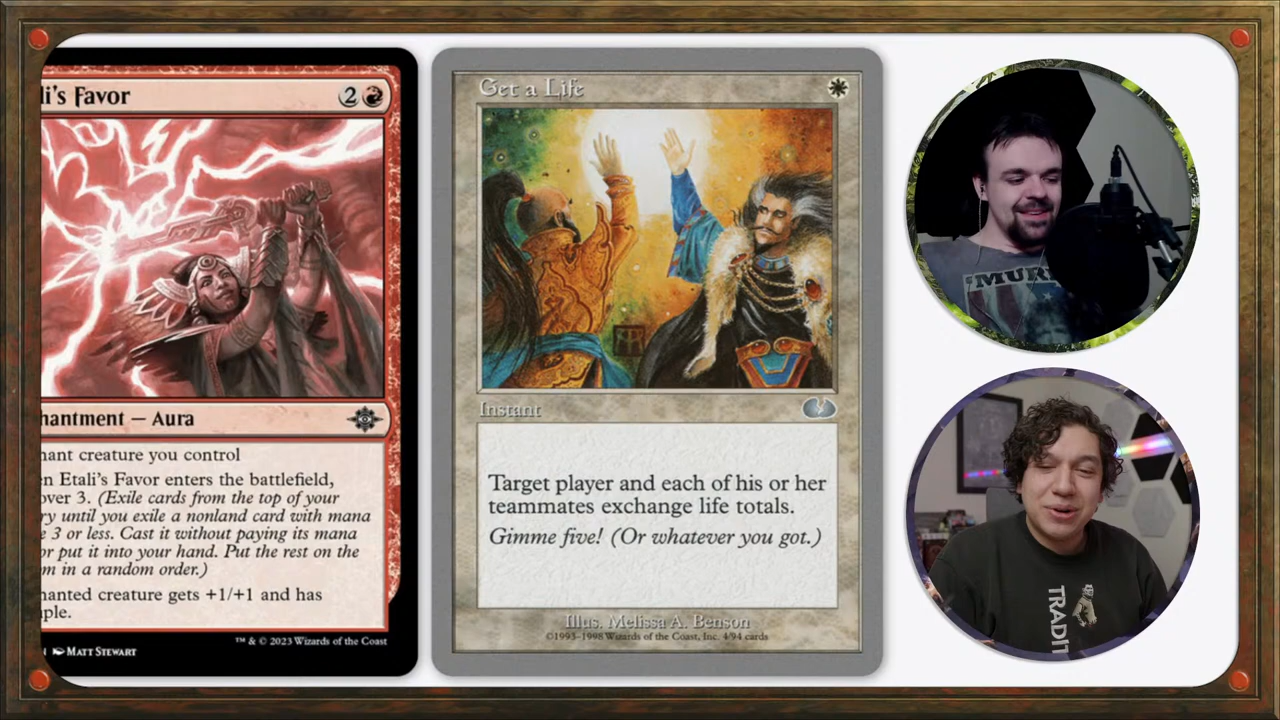 li's Favor
2
hantment — Aura
hant creature you control
en Etali's Favor enters the battlefield,
over 3. (Exile cards from the top of your
ry until you exile a nonland card with mana
e 3 or less. Cast it without paying its mana
or put it into your hand. Put the rest on the
m in a random order.)
hanted creature gets +1/+1 and has
mple.
™ & © 2023 Wizards of the Coast
Matt Stewart
Get a Life
Instant
Target player and each of his or her
teammates exchange life totals.
Gimme five! (Or whatever you got.)
Illus. Melissa A. Benson
©1993-1998 Wizards of the Coast, Inc. 4/94 cards
MUR
TRADIT